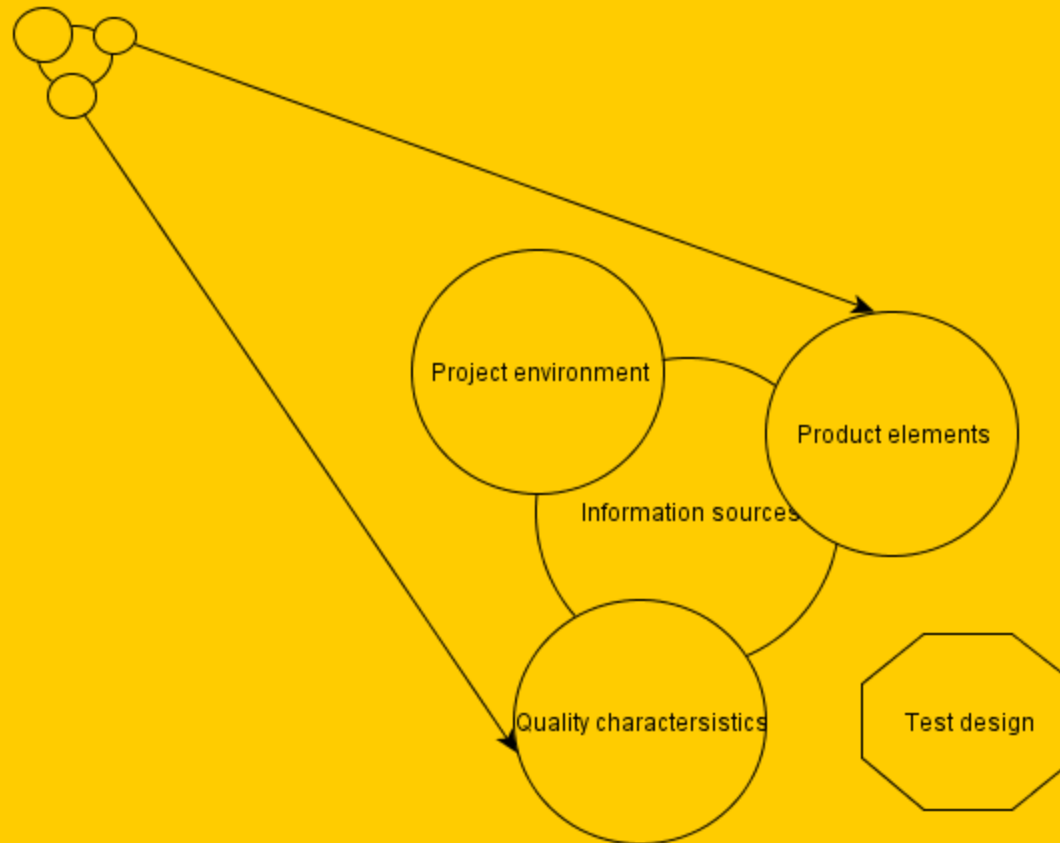 Project environment
Product elements
Information sources
Quality charactersistics
Test design